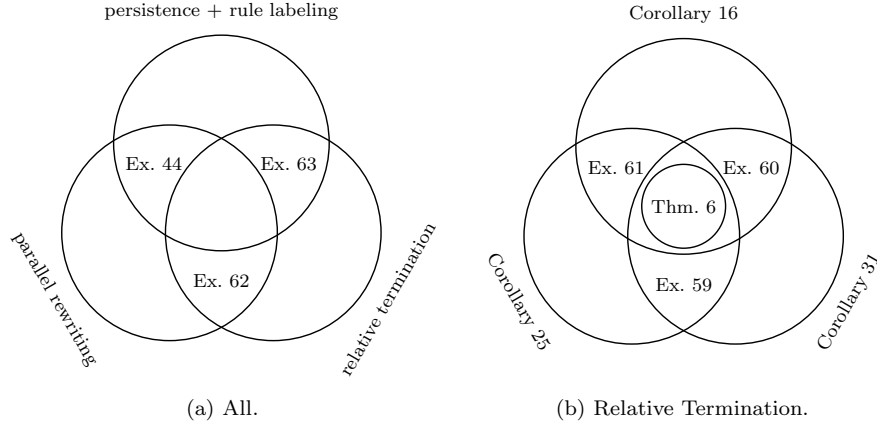 persistence + rule labeling
Ex. 44
Ex. 63
Ex. 62
parallel rewriting
relative termination
(a) All.
Corollary 16
Ex. 61
Ex. 60
Thm. 6
Ex. 59
Corollary 25
Corollary 31
(b) Relative Termination.